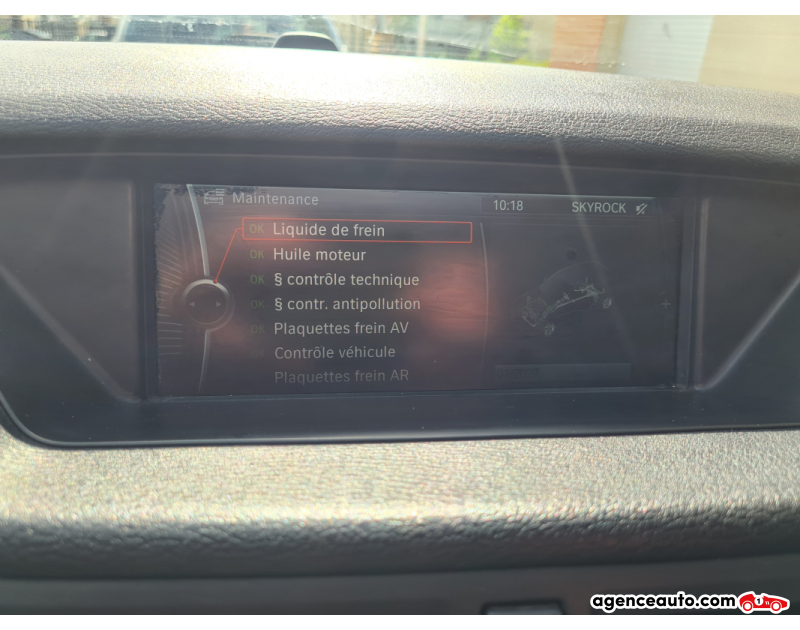 Maintenance
10:18 SKYROCK
OK Liquide de frein
OK Huile moteur
OK § contrôle technique
OK § contr. antipollution
OK Plaquettes frein AV
OK Contrôle véhicule
Plaquettes frein AR
agenceauto.com